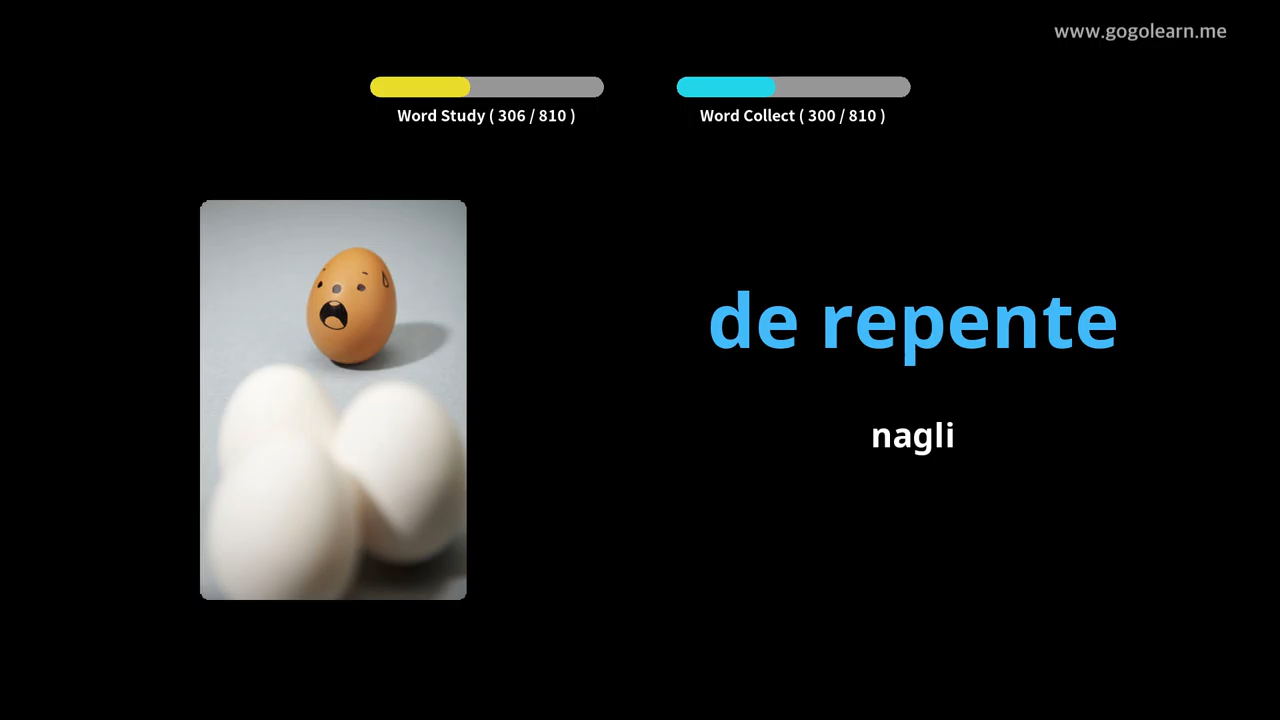 www.gogolearn.me
Word Study ( 306 / 810 )
Word Collect ( 300 / 810 )
de repente
nagli